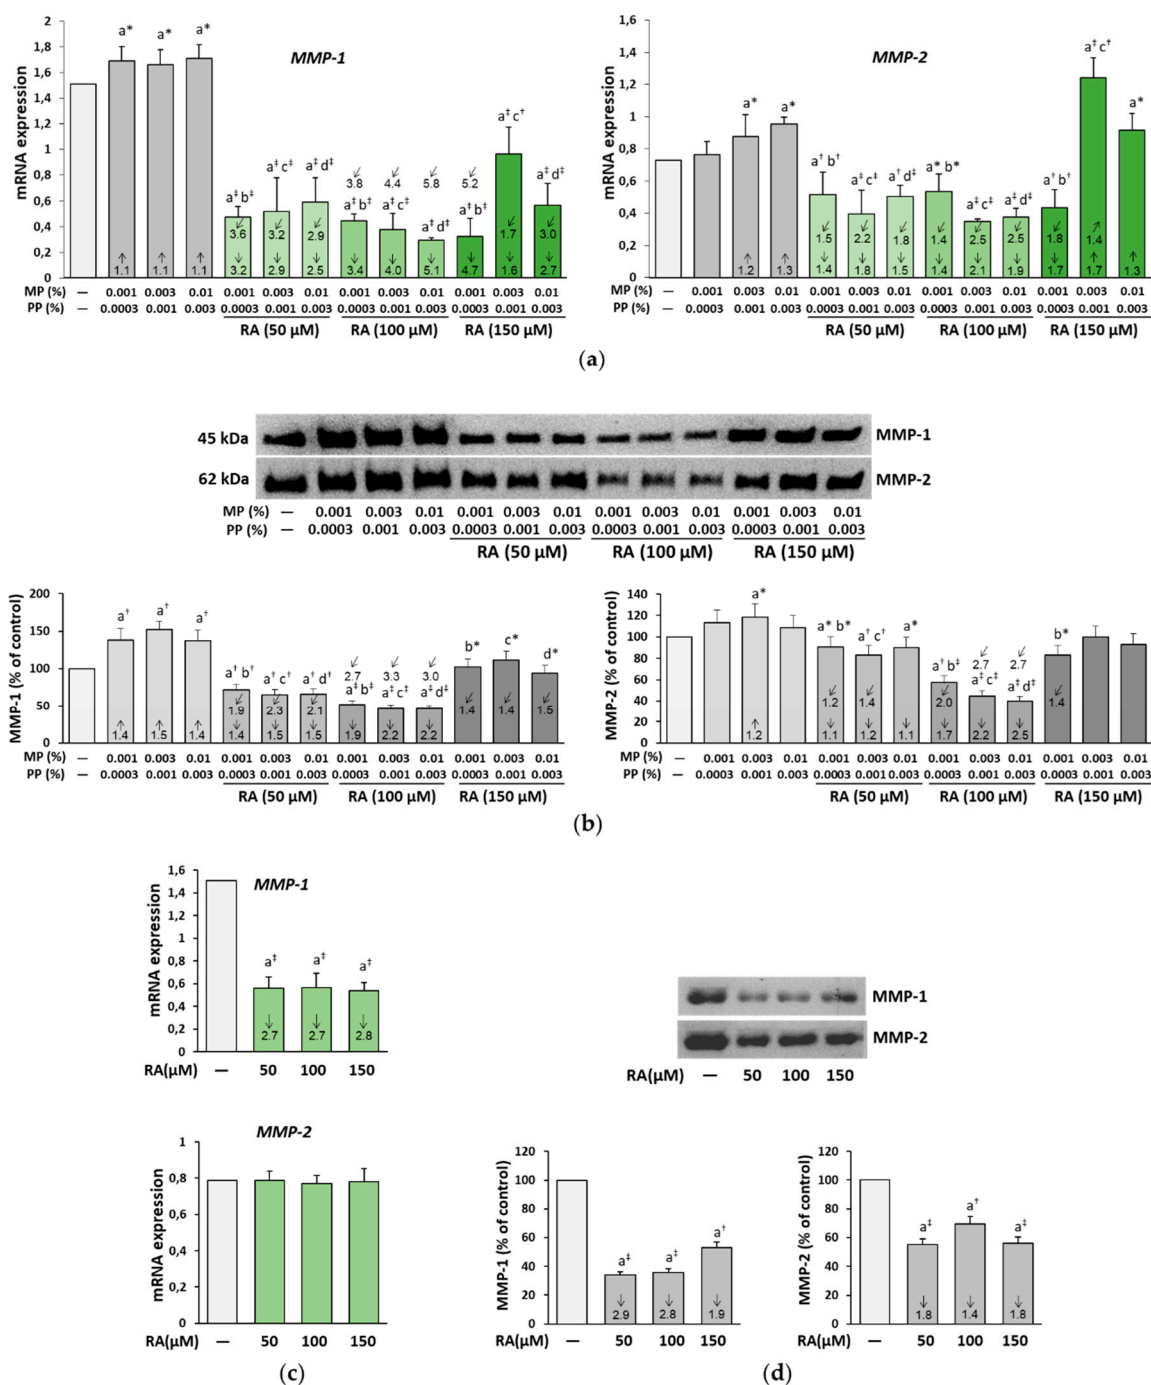 MMP-1
mRNA expression
2
1,8
1,6
1,4
1,2
1
0,8
0,6
0,4
0,2
0
a* a* a*
a‡b‡ a‡c‡ a‡d‡ a‡b‡ a‡c‡ a‡d‡ a‡b‡ a‡c† a‡d‡
↙ 3.6 ↙ 3.2 ↙ 2.9 ↙ 3.8 ↙ 4.4 ↙ 5.8 ↙ 5.2 ↙ 1.7 ↙ 3.0
↑ 1.1 ↑ 1.1 ↑ 1.1 ↓ 3.2 ↓ 2.9 ↓ 2.5 ↓ 3.4 ↓ 4.0 ↓ 5.1 ↓ 4.7 ↓ 1.6 ↓ 2.7
MP (%) — 0.001 0.003 0.01 0.001 0.003 0.01 0.001 0.003 0.01 0.001 0.003 0.01
PP (%) — 0.0003 0.001 0.003 0.0003 0.001 0.003 0.0003 0.001 0.003 0.0003 0.001 0.003
RA (50 µM) RA (100 µM) RA (150 µM)
MMP-2
mRNA expression
1,6
1,4
1,2
1
0,8
0,6
0,4
0,2
0
a* a*
a†b† a‡c‡ a†d‡ a*b* a‡c‡ a‡d‡ a†b† a‡c† a*
↙ 1.5 ↙ 2.2 ↙ 1.8 ↙ 1.4 ↙ 2.5 ↙ 2.5 ↙ 1.8 ↗ 1.4
↑ 1.2 ↑ 1.3 ↓ 1.4 ↓ 1.8 ↓ 1.5 ↓ 1.4 ↓ 2.1 ↓ 1.9 ↓ 1.7 ↑ 1.7 ↑ 1.3
MP (%) — 0.001 0.003 0.01 0.001 0.003 0.01 0.001 0.003 0.01 0.001 0.003 0.01
PP (%) — 0.0003 0.001 0.003 0.0003 0.001 0.003 0.0003 0.001 0.003 0.0003 0.001 0.003
RA (50 µM) RA (100 µM) RA (150 µM)
(a)
45 kDa MMP-1
62 kDa MMP-2
MP (%) — 0.001 0.003 0.01 0.001 0.003 0.01 0.001 0.003 0.01 0.001 0.003 0.01
PP (%) — 0.0003 0.001 0.003 0.0003 0.001 0.003 0.0003 0.001 0.003 0.0003 0.001 0.003
RA (50 µM) RA (100 µM) RA (150 µM)
MMP-1 (% of control)
200
150
100
50
0
a† a† a†
a†b† a†c† a†d† a‡b‡ a‡c‡ a‡d‡ b* c* d*
↙ 1.9 ↙ 2.3 ↙ 2.1 ↙ 2.7 ↙ 3.3 ↙ 3.0 ↙ 1.4 ↙ 1.4 ↙ 1.5
↑ 1.4 ↑ 1.5 ↑ 1.4 ↓ 1.4 ↓ 1.5 ↓ 1.5 ↓ 1.9 ↓ 2.2 ↓ 2.2
MP (%) — 0.001 0.003 0.01 0.001 0.003 0.01 0.001 0.003 0.01 0.001 0.003 0.01
PP (%) — 0.0003 0.001 0.003 0.0003 0.001 0.003 0.0003 0.001 0.003 0.0003 0.001 0.003
RA (50 µM) RA (100 µM) RA (150 µM)
MMP-2 (% of control)
140
120
100
80
60
40
20
0
a*
a* b* a†c† a* a†b‡ a‡c‡ a‡d‡ b*
↙ 1.2 ↙ 1.4 ↙ 2.0 ↙ 2.7 ↙ 2.7 ↙ 1.4
↑ 1.2 ↓ 1.1 ↓ 1.2 ↓ 1.1 ↓ 1.7 ↓ 2.2 ↓ 2.5
MP (%) — 0.001 0.003 0.01 0.001 0.003 0.01 0.001 0.003 0.01 0.001 0.003 0.01
PP (%) — 0.0003 0.001 0.003 0.0003 0.001 0.003 0.0003 0.001 0.003 0.0003 0.001 0.003
RA (50 µM) RA (100 µM) RA (150 µM)
(b)
MMP-1
mRNA expression
1,6
1,4
1,2
1
0,8
0,6
0,4
0,2
0
a‡ a‡ a‡
↓ 2.7 ↓ 2.7 ↓ 2.8
RA(µM) — 50 100 150
MMP-2
mRNA expression
1
0,8
0,6
0,4
0,2
0
RA(µM) — 50 100 150
(c)
MMP-1
MMP-2
RA(µM) — 50 100 150
MMP-1 (% of control)
120
100
80
60
40
20
0
a‡ a‡ a†
↓ 2.9 ↓ 2.8 ↓ 1.9
RA(µM) — 50 100 150
MMP-2 (% of control)
120
100
80
60
40
20
0
a‡ a† a‡
↓ 1.8 ↓ 1.4 ↓ 1.8
RA(µM) — 50 100 150
(d)